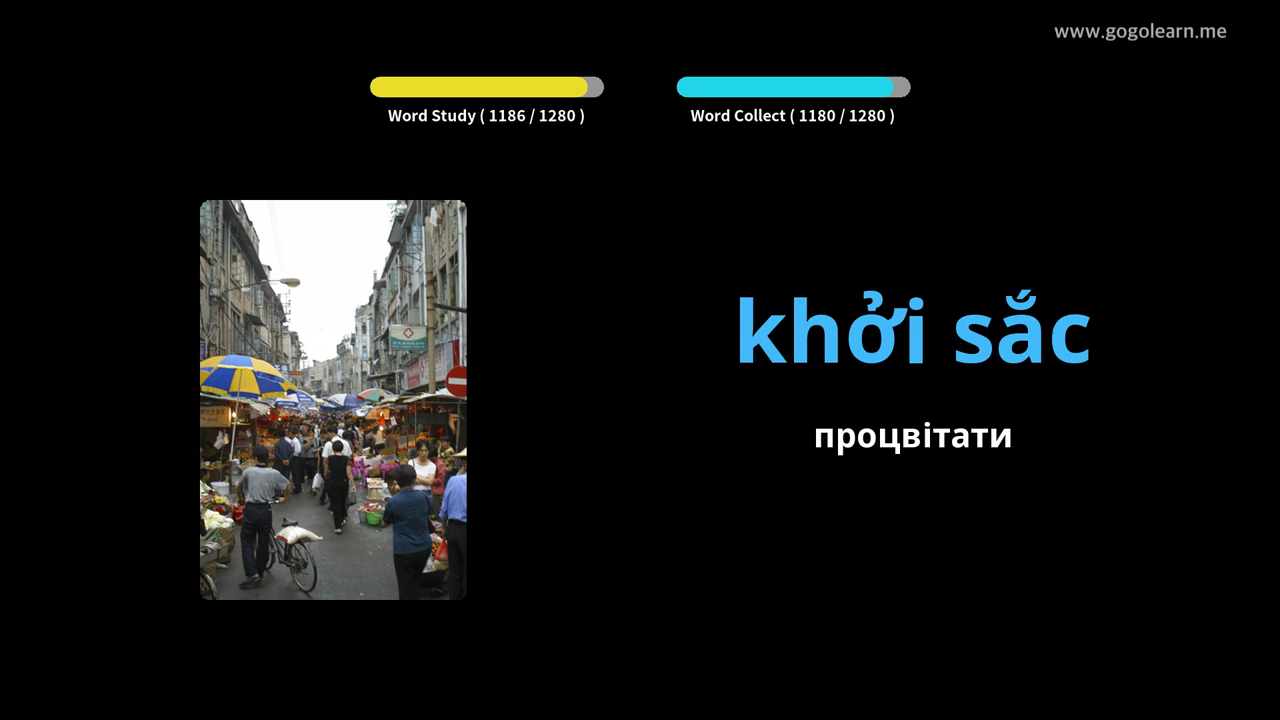 www.gogolearn.me
Word Study ( 1186 / 1280 )
Word Collect ( 1180 / 1280 )
khởi sắc
процвітати